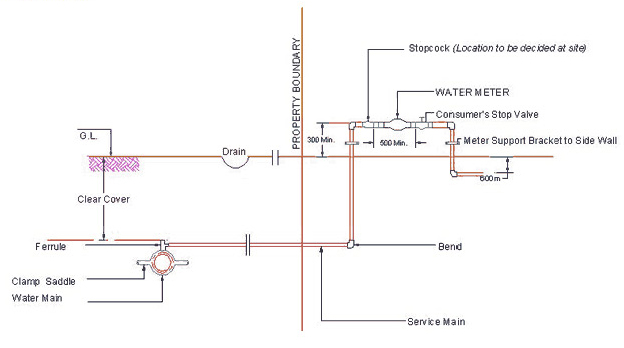 Stopcock (Location to be decided at site)
PROPERTY BOUNDARY
WATER METER
Consumer's Stop Valve
G.L.
300 Min.
500 Min.
Meter Support Bracket to Side Wall
Drain
600m
Clear Cover
Ferrule
Bend
Clamp Saddle
Water Main
Service Main